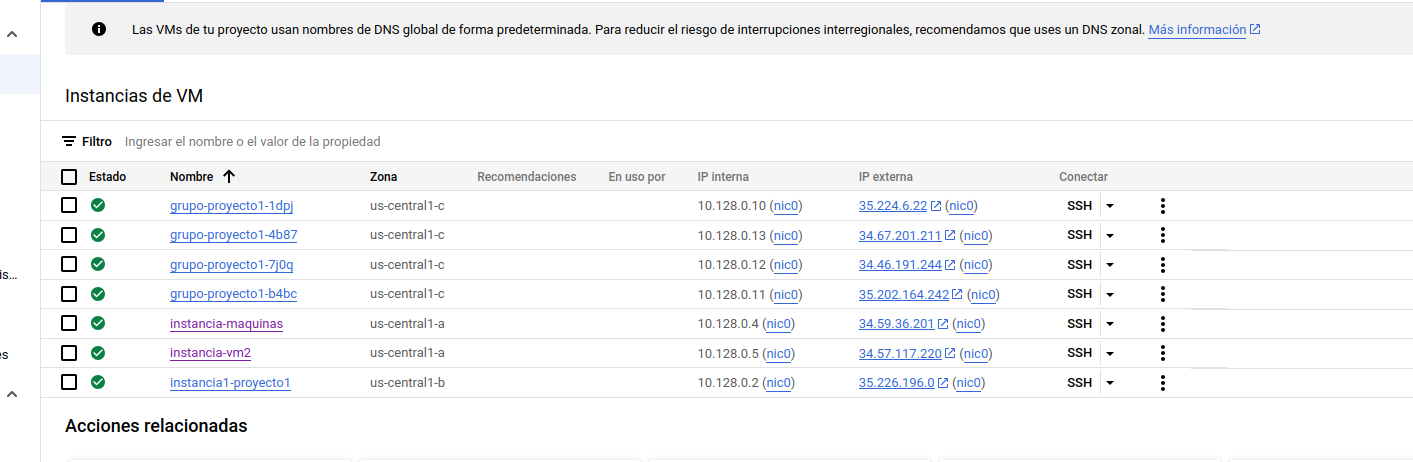 Las VMs de tu proyecto usan nombres de DNS global de forma predeterminada. Para reducir el riesgo de interrupciones interregionales, recomendamos que uses un DNS zonal. Más información
Instancias de VM
Filtro Ingresar el nombre o el valor de la propiedad
Estado Nombre Zona Recomendaciones En uso por IP interna IP externa Conectar
grupo-proyecto1-1dpj us-central1-c 10.128.0.10 (nic0) 35.224.6.22 (nic0) SSH
grupo-proyecto1-4b87 us-central1-c 10.128.0.13 (nic0) 34.67.201.211 (nic0) SSH
grupo-proyecto1-7j0q us-central1-c 10.128.0.12 (nic0) 34.46.191.244 (nic0) SSH
is...
grupo-proyecto1-b4bc us-central1-c 10.128.0.11 (nic0) 35.202.164.242 (nic0) SSH
instancia-maquinas us-central1-a 10.128.0.4 (nic0) 34.59.36.201 (nic0) SSH
instancia-vm2 us-central1-a 10.128.0.5 (nic0) 34.57.117.220 (nic0) SSH
es
instancia1-proyecto1 us-central1-b 10.128.0.2 (nic0) 35.226.196.0 (nic0) SSH
Acciones relacionadas